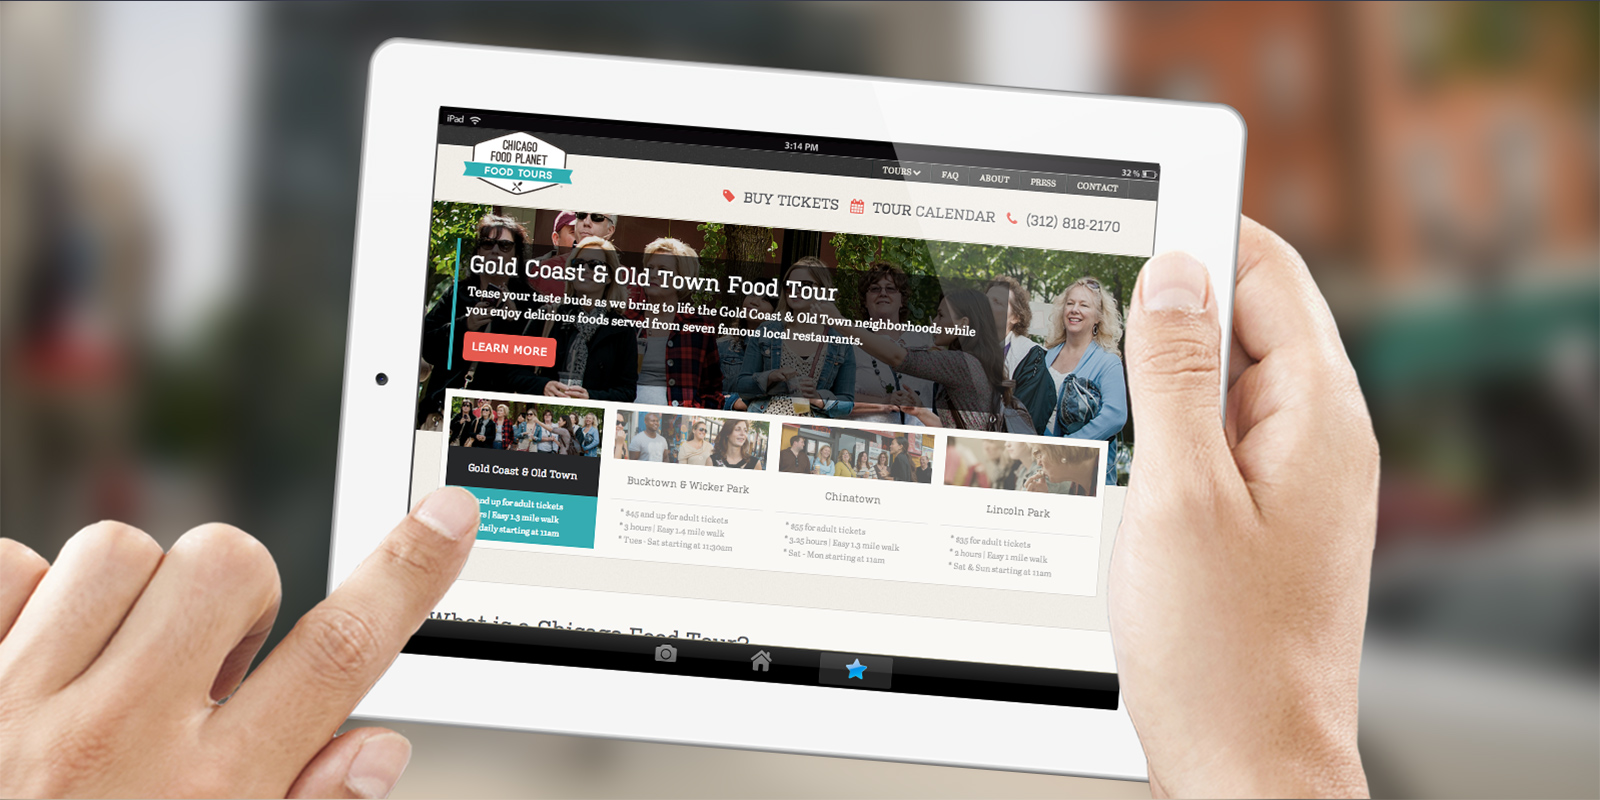 iPad
3:14 PM
32 %
CHICAGO
FOOD PLANET
FOOD TOURS
TOURS
FAQ
ABOUT
PRESS
CONTACT
BUY TICKETS
TOUR CALENDAR
(312) 818-2170
Gold Coast & Old Town Food Tour
Tease your taste buds as we bring to life the Gold Coast & Old Town neighborhoods while
you enjoy delicious foods served from seven famous local restaurants.
LEARN MORE
Gold Coast & Old Town
and up for adult tickets
| Easy 1.3 mile walk
daily starting at 11am
Bucktown & Wicker Park
* $45 and up for adult tickets
* 3 hours | Easy 1.4 mile walk
* Tues - Sat starting at 11:30am
Chinatown
* $55 for adult tickets
* 3.25 hours | Easy 1.3 mile walk
* Sat - Mon starting at 11am
Lincoln Park
* $35 for adult tickets
* 2 hours | Easy 1 mile walk
* Sat & Sun starting at 11am
What is a Chicago Food Tour?